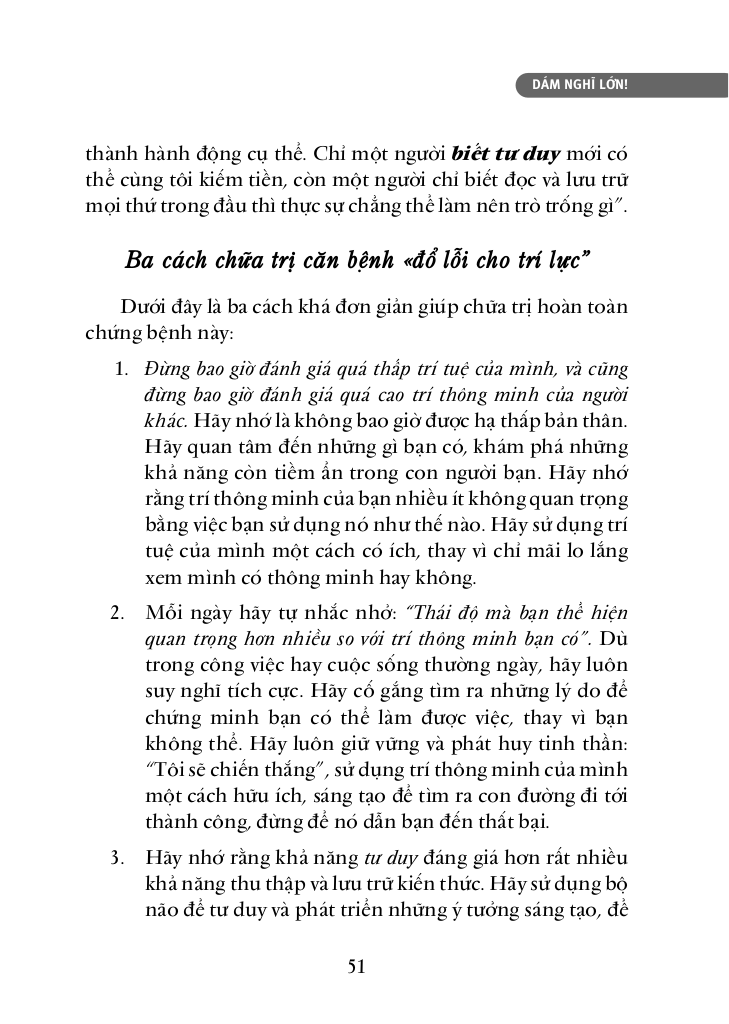 DÁM NGHĨ LỚN!
thành hành động cụ thể. Chỉ một người biết tư duy mới có
thể cùng tôi kiếm tiền, còn một người chỉ biết đọc và lưu trữ
mọi thứ trong đầu thì thực sự chẳng thể làm nên trò trống gì”.
Ba cách chữa trị căn bệnh «đổ lỗi cho trí lực”
Dưới đây là ba cách khá đơn giản giúp chữa trị hoàn toàn
chứng bệnh này:
1. Đừng bao giờ đánh giá quá thấp trí tuệ của mình, và cũng
đừng bao giờ đánh giá quá cao trí thông minh của người
khác. Hãy nhớ là không bao giờ được hạ thấp bản thân.
Hãy quan tâm đến những gì bạn có, khám phá những
khả năng còn tiềm ẩn trong con người bạn. Hãy nhớ
rằng trí thông minh của bạn nhiều ít không quan trọng
bằng việc bạn sử dụng nó như thế nào. Hãy sử dụng trí
tuệ của mình một cách có ích, thay vì chỉ mãi lo lắng
xem mình có thông minh hay không.
2. Mỗi ngày hãy tự nhắc nhở: “Thái độ mà bạn thể hiện
quan trọng hơn nhiều so với trí thông minh bạn có”. Dù
trong công việc hay cuộc sống thường ngày, hãy luôn
suy nghĩ tích cực. Hãy cố gắng tìm ra những lý do để
chứng minh bạn có thể làm được việc, thay vì bạn
không thể. Hãy luôn giữ vững và phát huy tinh thần:
“Tôi sẽ chiến thắng”, sử dụng trí thông minh của mình
một cách hữu ích, sáng tạo để tìm ra con đường đi tới
thành công, đừng để nó dẫn bạn đến thất bại.
3. Hãy nhớ rằng khả năng tư duy đáng giá hơn rất nhiều
khả năng thu thập và lưu trữ kiến thức. Hãy sử dụng bộ
não để tư duy và phát triển những ý tưởng sáng tạo, để
51